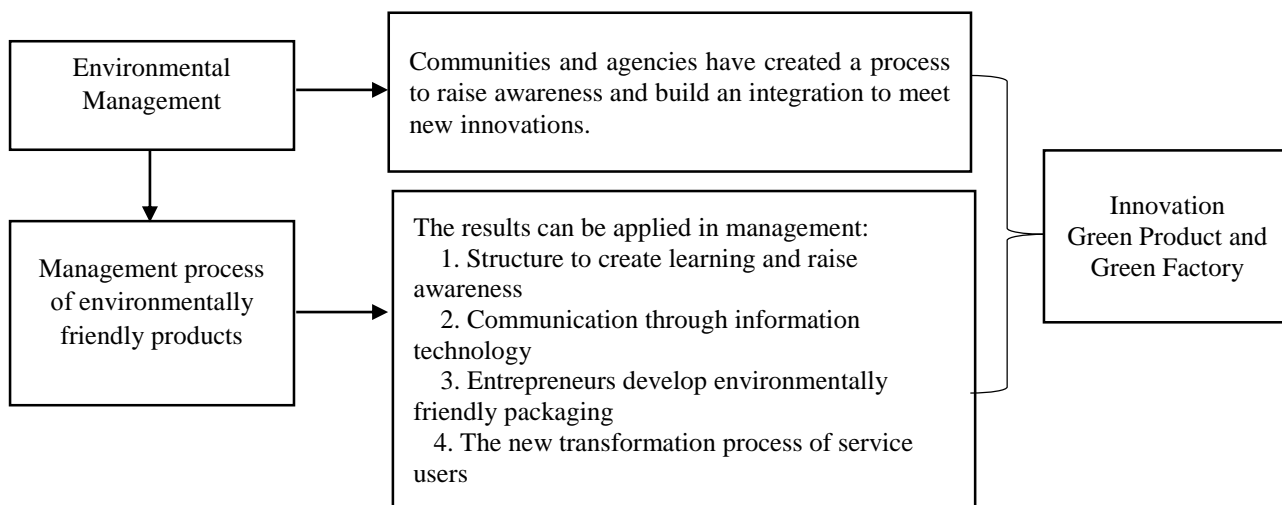 Environmental
Management
Communities and agencies have created a process
to raise awareness and build an integration to meet
new innovations.
Management process
of environmentally
friendly products
The results can be applied in management:
1. Structure to create learning and raise
awareness
2. Communication through information
technology
3. Entrepreneurs develop environmentally
friendly packaging
4. The new transformation process of service
users
Innovation
Green Product and
Green Factory